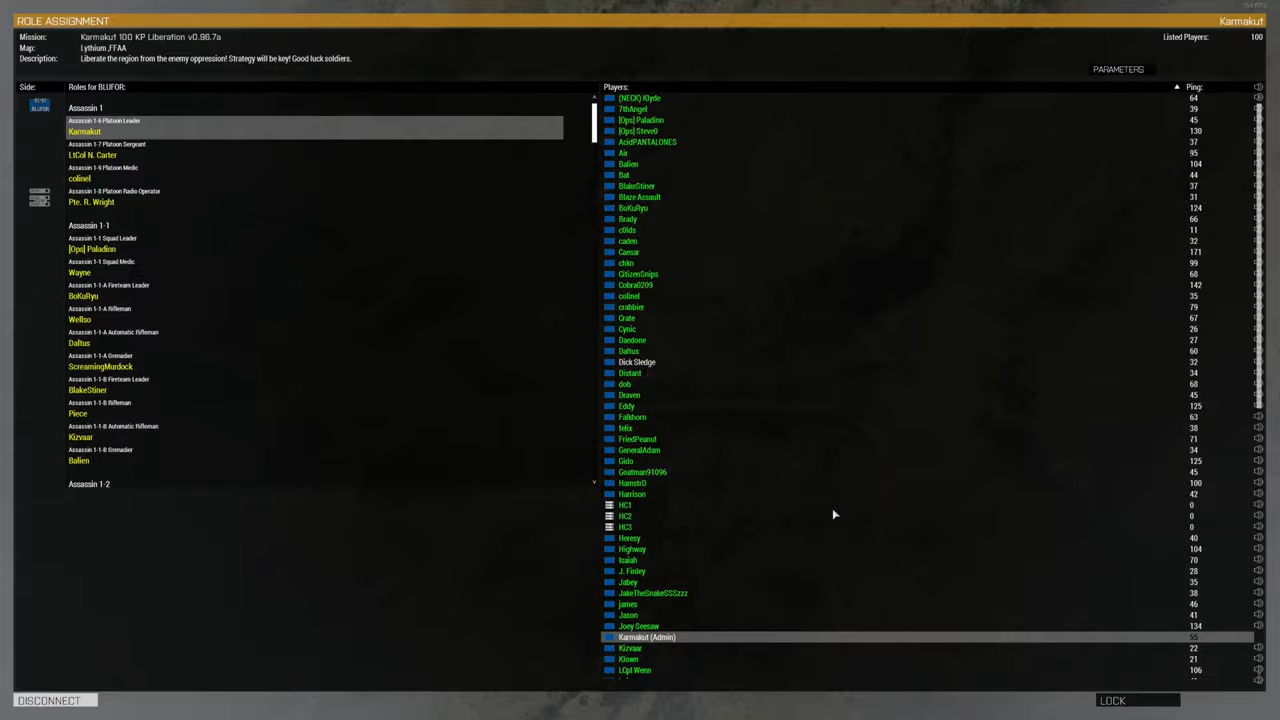 164 FPS
ROLE ASSIGNMENT
Karmakut
Mission: Karmakut 100 KP Liberation v0.96.7a
Listed Players: 100
Map: Lythium ,FFAA
Description: Liberate the region from the enemy oppression! Strategy will be key! Good luck soldiers.
PARAMETERS
Side:
Roles for BLUFOR:
97/97
BLUFOR
Assassin 1
Assassin 1-6 Platoon Leader
Karmakut
Assassin 1-7 Platoon Sergeant
LtCol N. Carter
Assassin 1-9 Platoon Medic
colinel
Assassin 1-8 Platoon Radio Operator
Pte. R. Wright
Assassin 1-1
Assassin 1-1 Squad Leader
[Ops] Paladinn
Assassin 1-1 Squad Medic
Wayne
Assassin 1-1-A Fireteam Leader
BoKuRyu
Assassin 1-1-A Rifleman
Wellso
Assassin 1-1-A Automatic Rifleman
Daltus
Assassin 1-1-A Grenadier
ScreamingMurdock
Assassin 1-1-B Fireteam Leader
BlakeStiner
Assassin 1-1-B Rifleman
Piece
Assassin 1-1-B Automatic Rifleman
Kizvaar
Assassin 1-1-B Grenadier
Balien
Assassin 1-2
Players: Ping:
(NECK) Klyde 64
7thAngel 39
[Ops] Paladinn 45
[Ops] Steve0 130
AcidPANTALONES 37
Air 95
Balien 104
Bat 44
BlakeStiner 37
Blaze Assault 31
BoKuRyu 124
Brady 66
c0lds 11
caden 32
Caesar 171
chkn 99
CitizenSnips 68
Cobra0209 142
colinel 35
crabbier 79
Crate 67
Cynic 26
Daedone 27
Daltus 60
Dick Sledge 32
Distant 34
dob 68
Draven 45
Eddy 125
Falkhorn 63
felix 38
FriedPeanut 71
GeneralAdam 34
Gido 125
Goatman91096 45
HamstrD 100
Harrison 42
HC1 0
HC2 0
HC3 0
Heresy 40
Highway 104
Isaiah 70
J. Finley 28
Jabey 35
JakeTheSnakeSSSzzz 38
james 46
Jason 41
Joey Seesaw 134
Karmakut (Admin) 55
Kizvaar 22
Klown 21
LCpl Wenn 106
DISCONNECT
LOCK